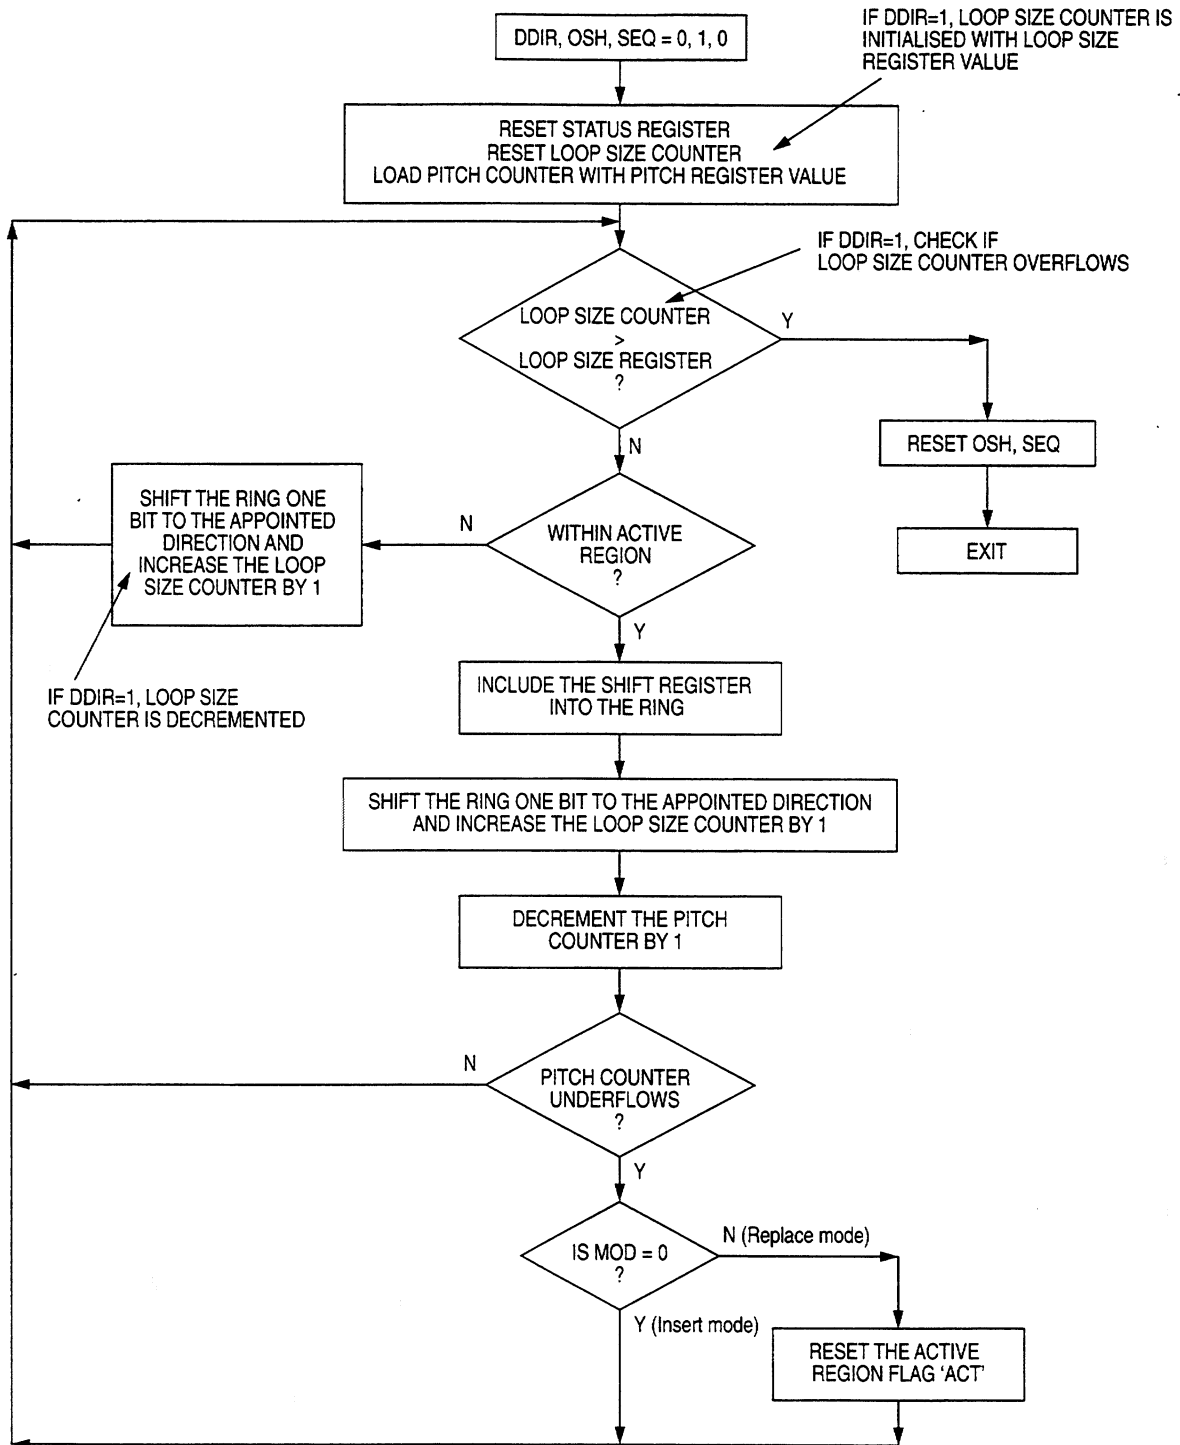 IF DDIR=1, LOOP SIZE COUNTER IS
INITIALISED WITH LOOP SIZE
REGISTER VALUE
DDIR, OSH, SEQ = 0, 1, 0
RESET STATUS REGISTER
RESET LOOP SIZE COUNTER
LOAD PITCH COUNTER WITH PITCH REGISTER VALUE
IF DDIR=1, CHECK IF
LOOP SIZE COUNTER OVERFLOWS
LOOP SIZE COUNTER
>
LOOP SIZE REGISTER
?
Y
RESET OSH, SEQ
EXIT
N
WITHIN ACTIVE
REGION
?
N
SHIFT THE RING ONE
BIT TO THE APPOINTED
DIRECTION AND
INCREASE THE LOOP
SIZE COUNTER BY 1
IF DDIR=1, LOOP SIZE
COUNTER IS DECREMENTED
Y
INCLUDE THE SHIFT REGISTER
INTO THE RING
SHIFT THE RING ONE BIT TO THE APPOINTED DIRECTION
AND INCREASE THE LOOP SIZE COUNTER BY 1
DECREMENT THE PITCH
COUNTER BY 1
N
PITCH COUNTER
UNDERFLOWS
?
Y
IS MOD = 0
?
N (Replace mode)
Y (Insert mode)
RESET THE ACTIVE
REGION FLAG ‘ACT’